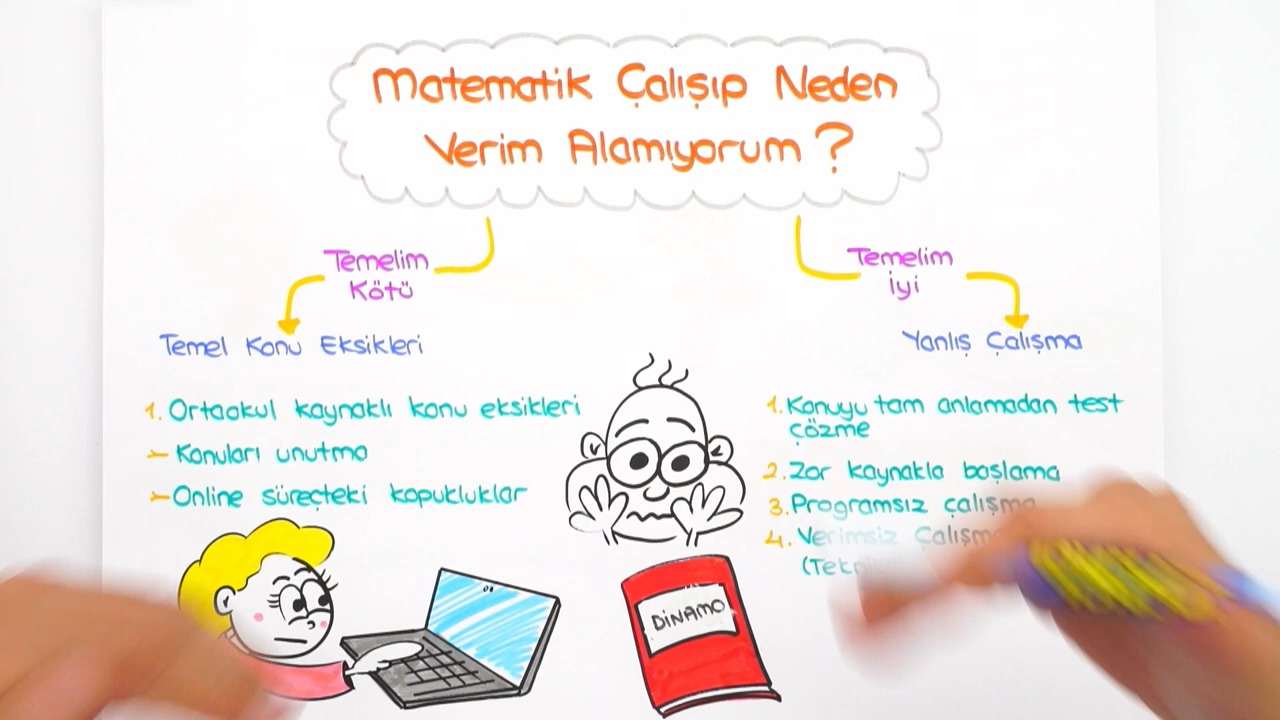 Matematik Çalışıp Neden
Verim Alamıyorum?
Temelim
Kötü
Temel Konu Eksikleri
1. Ortaokul kaynaklı konu eksikleri
➤ Konuları unutma
➤ Online süreçteki kopukluklar
Temelim
İyi
Yanlış Çalışma
1. Konuyu tam anlamadan test
çözme
2. Zor kaynakla başlama
3. Programsız çalışma
4. Verimsiz Çalışma
DİNAMO